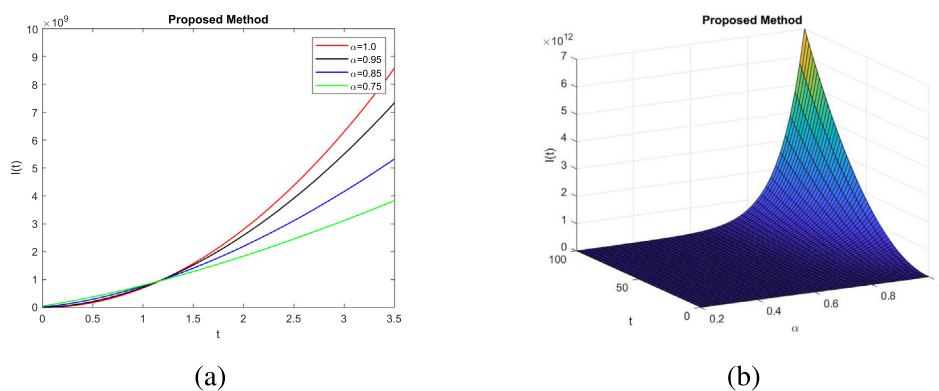 Proposed Method
×10^9
10
9
8
7
6
5
4
3
2
1
0
I(t)
α=1.0
α=0.95
α=0.85
α=0.75
0 0.5 1 1.5 2 2.5 3 3.5
t
(a)
Proposed Method
×10^12
7
6
5
4
3
2
1
0
I(t)
100
50
0
t
0.2 0.4 0.6 0.8
α
(b)